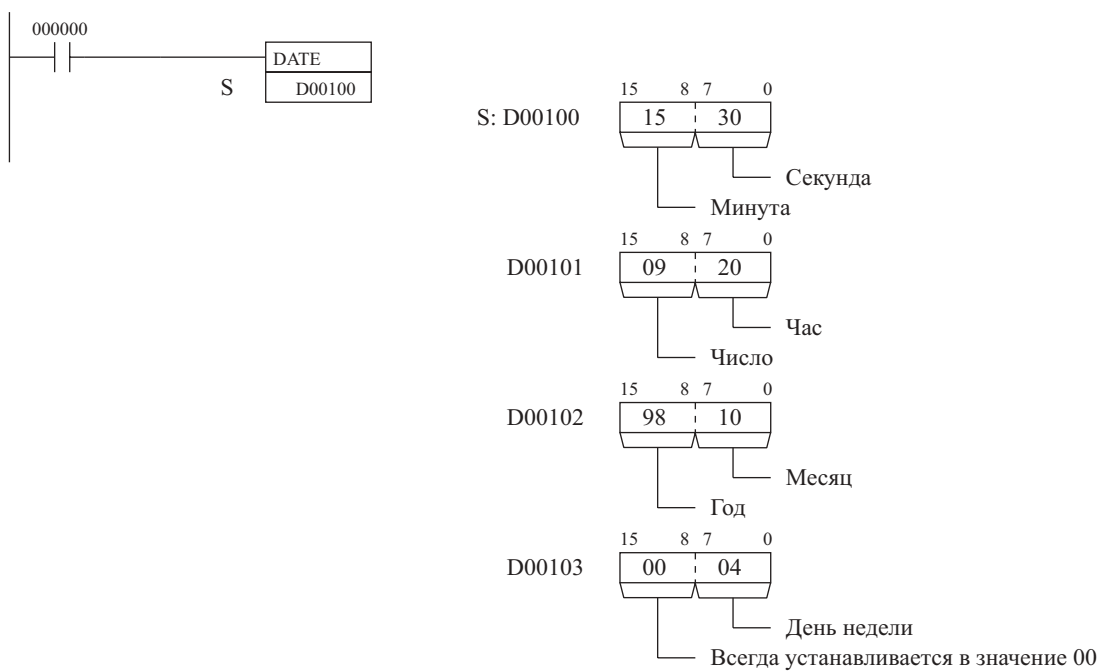 000000
DATE
S D00100
15 8 7 0
S: D00100 15 30
Секунда
Минута
15 8 7 0
D00101 09 20
Час
Число
15 8 7 0
D00102 98 10
Месяц
Год
15 8 7 0
D00103 00 04
День недели
Всегда устанавливается в значение 00